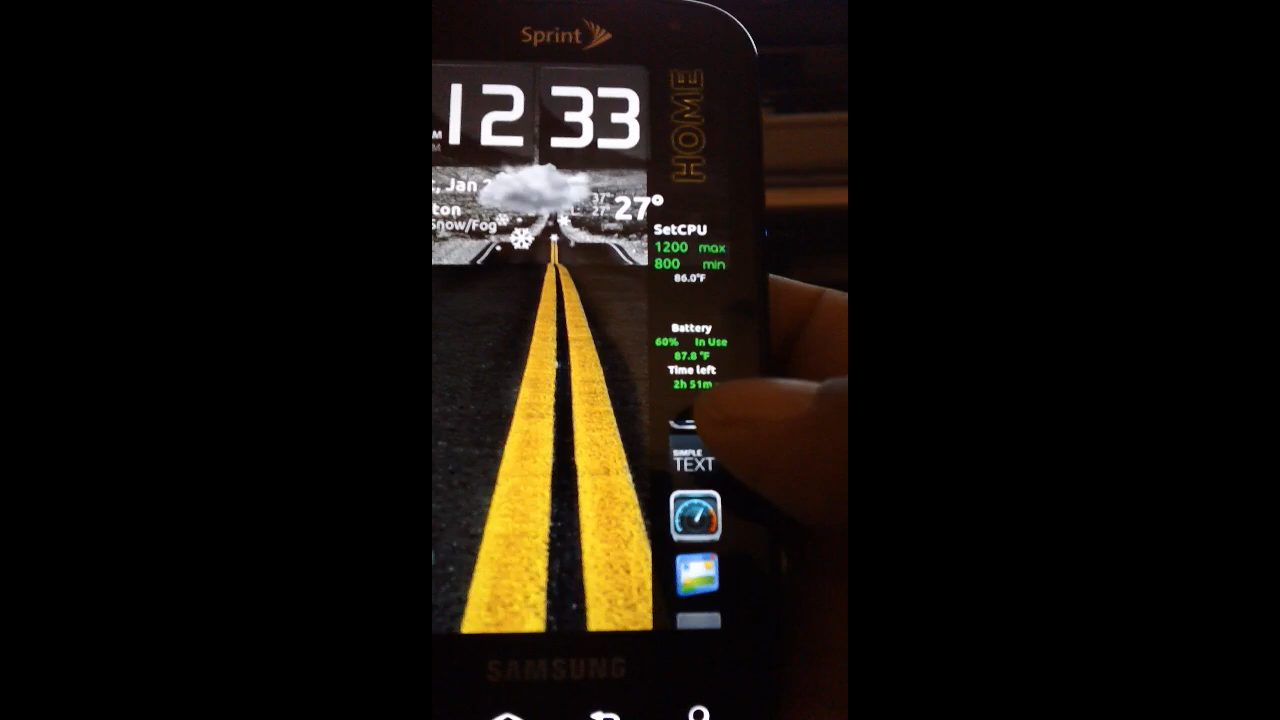 Sprint
HOME
12 33
M
M
, Jan 2
37°
27°
27°
ton
Snow/Fog
SetCPU
1200 max
800 min
86.0°F
Battery
60% In Use
87.8 °F
Time left
2h 51m
SIMPLE
TEXT
SAMSUNG